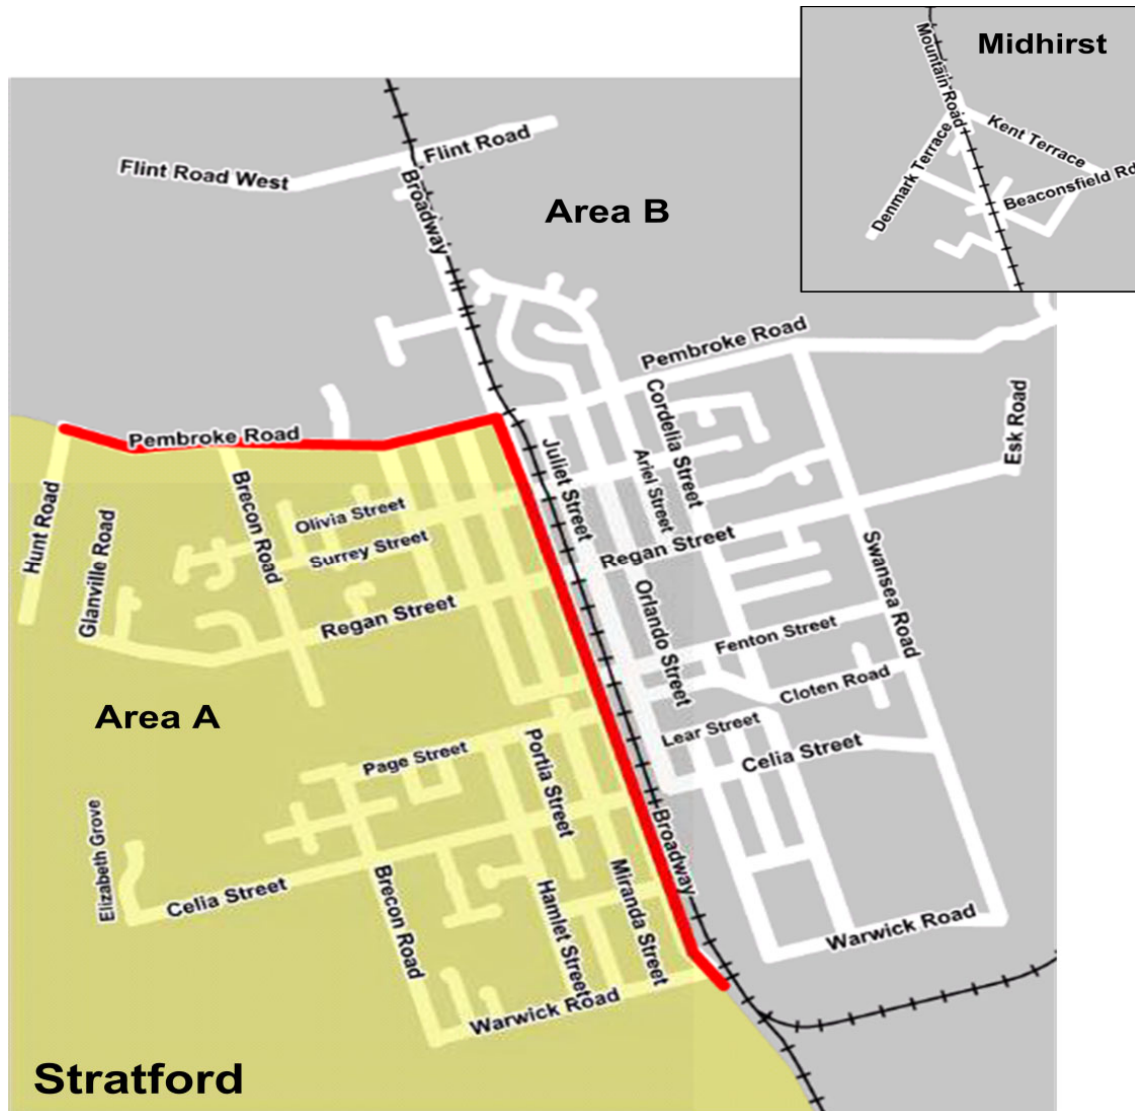 Midhirst
Mountain Road
Kent Terrace
Denmark Terrace
Beaconsfield Rd
Flint Road
Flint Road West
Broadway
Area B
Pembroke Road
Cordelia Street
Esk Road
Pembroke Road
Juliet Street
Ariel Street
Hunt Road
Glanville Road
Brecon Road
Olivia Street
Surrey Street
Regan Street
Regan Street
Swansea Road
Orlando Street
Fenton Street
Cloten Road
Area A
Lear Street
Celia Street
Page Street
Portia Street
Broadway
Elizabeth Grove
Celia Street
Brecon Road
Hamlet Street
Miranda Street
Warwick Road
Warwick Road
Stratford